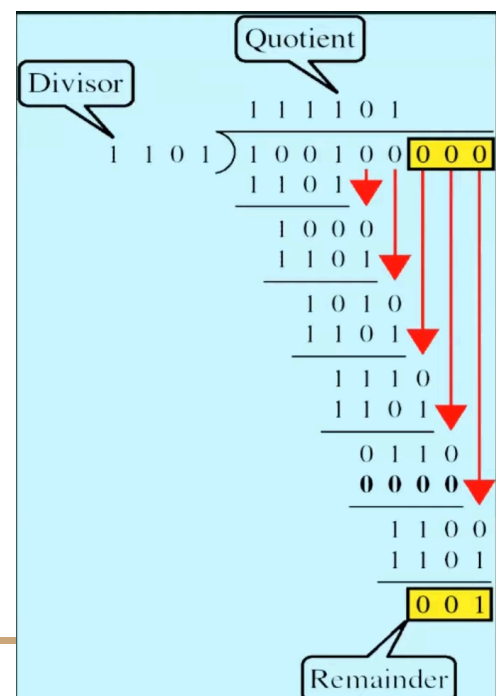 Quotient
Divisor
1 1 1 1 0 1
1 1 0 1 ) 1 0 0 1 0 0 0 0 0
1 1 0 1
1 0 0 0
1 1 0 1
1 0 1 0
1 1 0 1
1 1 1 0
1 1 0 1
0 1 1 0
0 0 0 0
1 1 0 0
1 1 0 1
0 0 1
Remainder